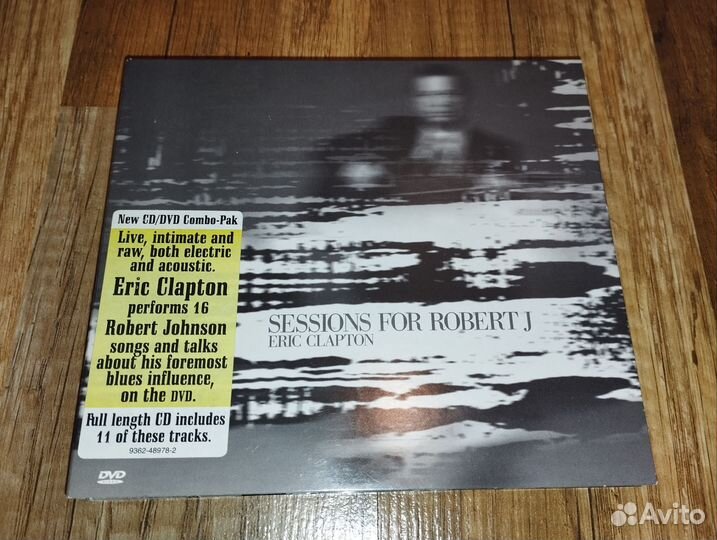 New CD/DVD Combo-Pak
Live, intimate and
raw, both electric
and acoustic.
Eric Clapton
performs 16
Robert Johnson
songs and talks
about his foremost
blues influence,
on the DVD.
Full length CD includes
11 of these tracks.
9362-48978-2
SESSIONS FOR ROBERT J
ERIC CLAPTON
DVD
Avito